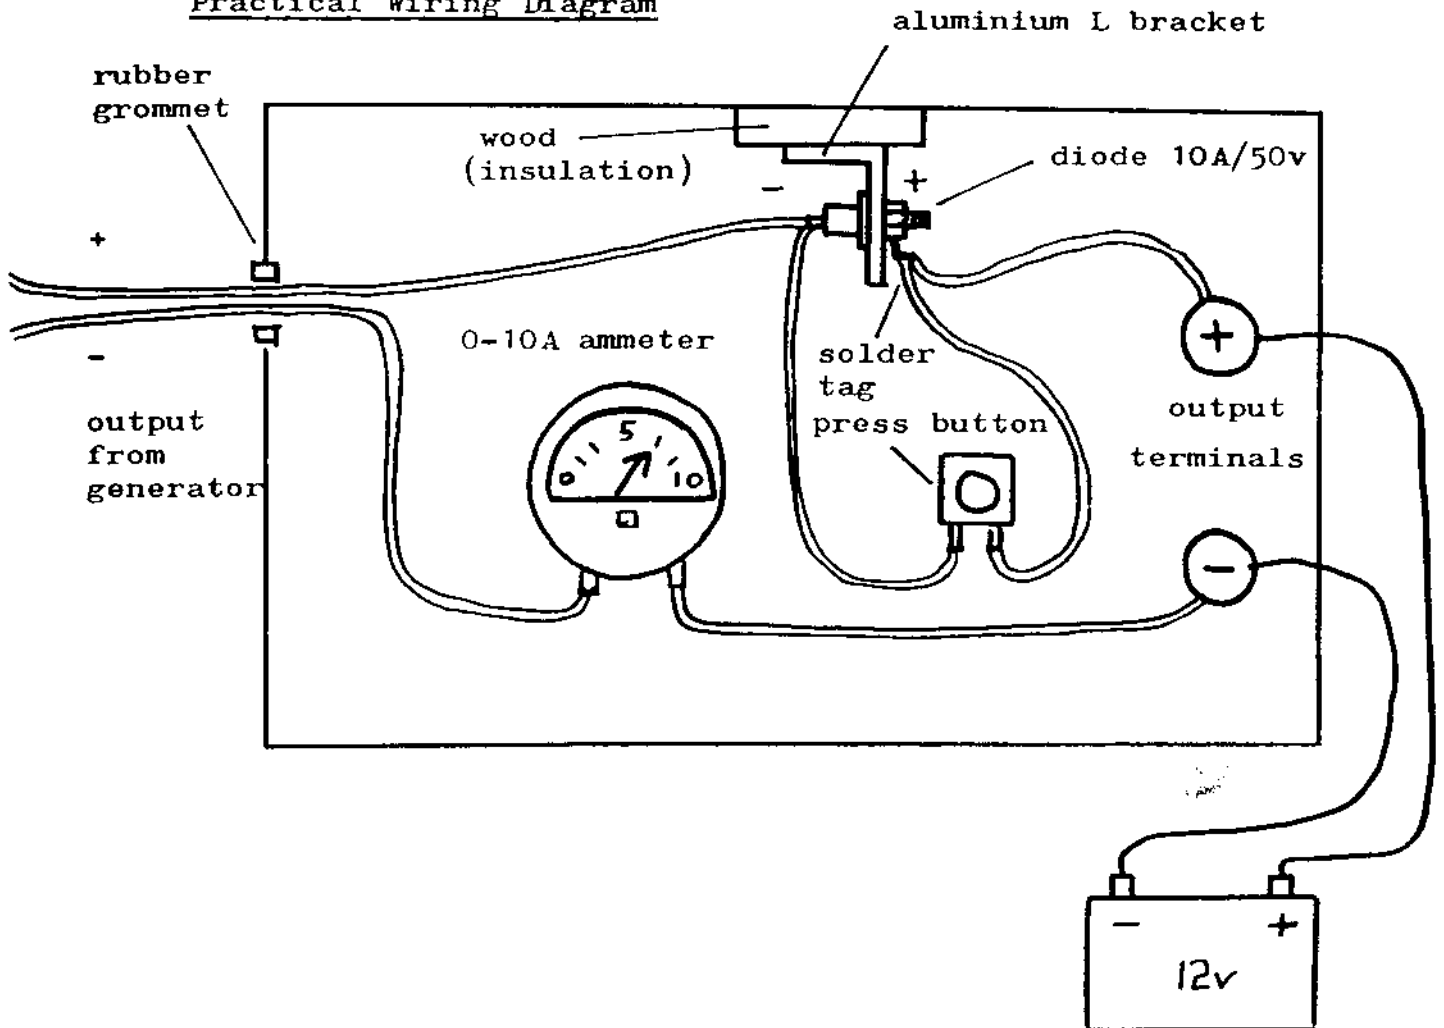 Practical Wiring Diagram
aluminium L bracket
rubber
grommet
wood
(insulation)
diode 10A/50v
−
+
+
−
0-10A ammeter
solder
tag
press button
+
output
terminals
−
output
from
generator
0
5
10
− +
12v